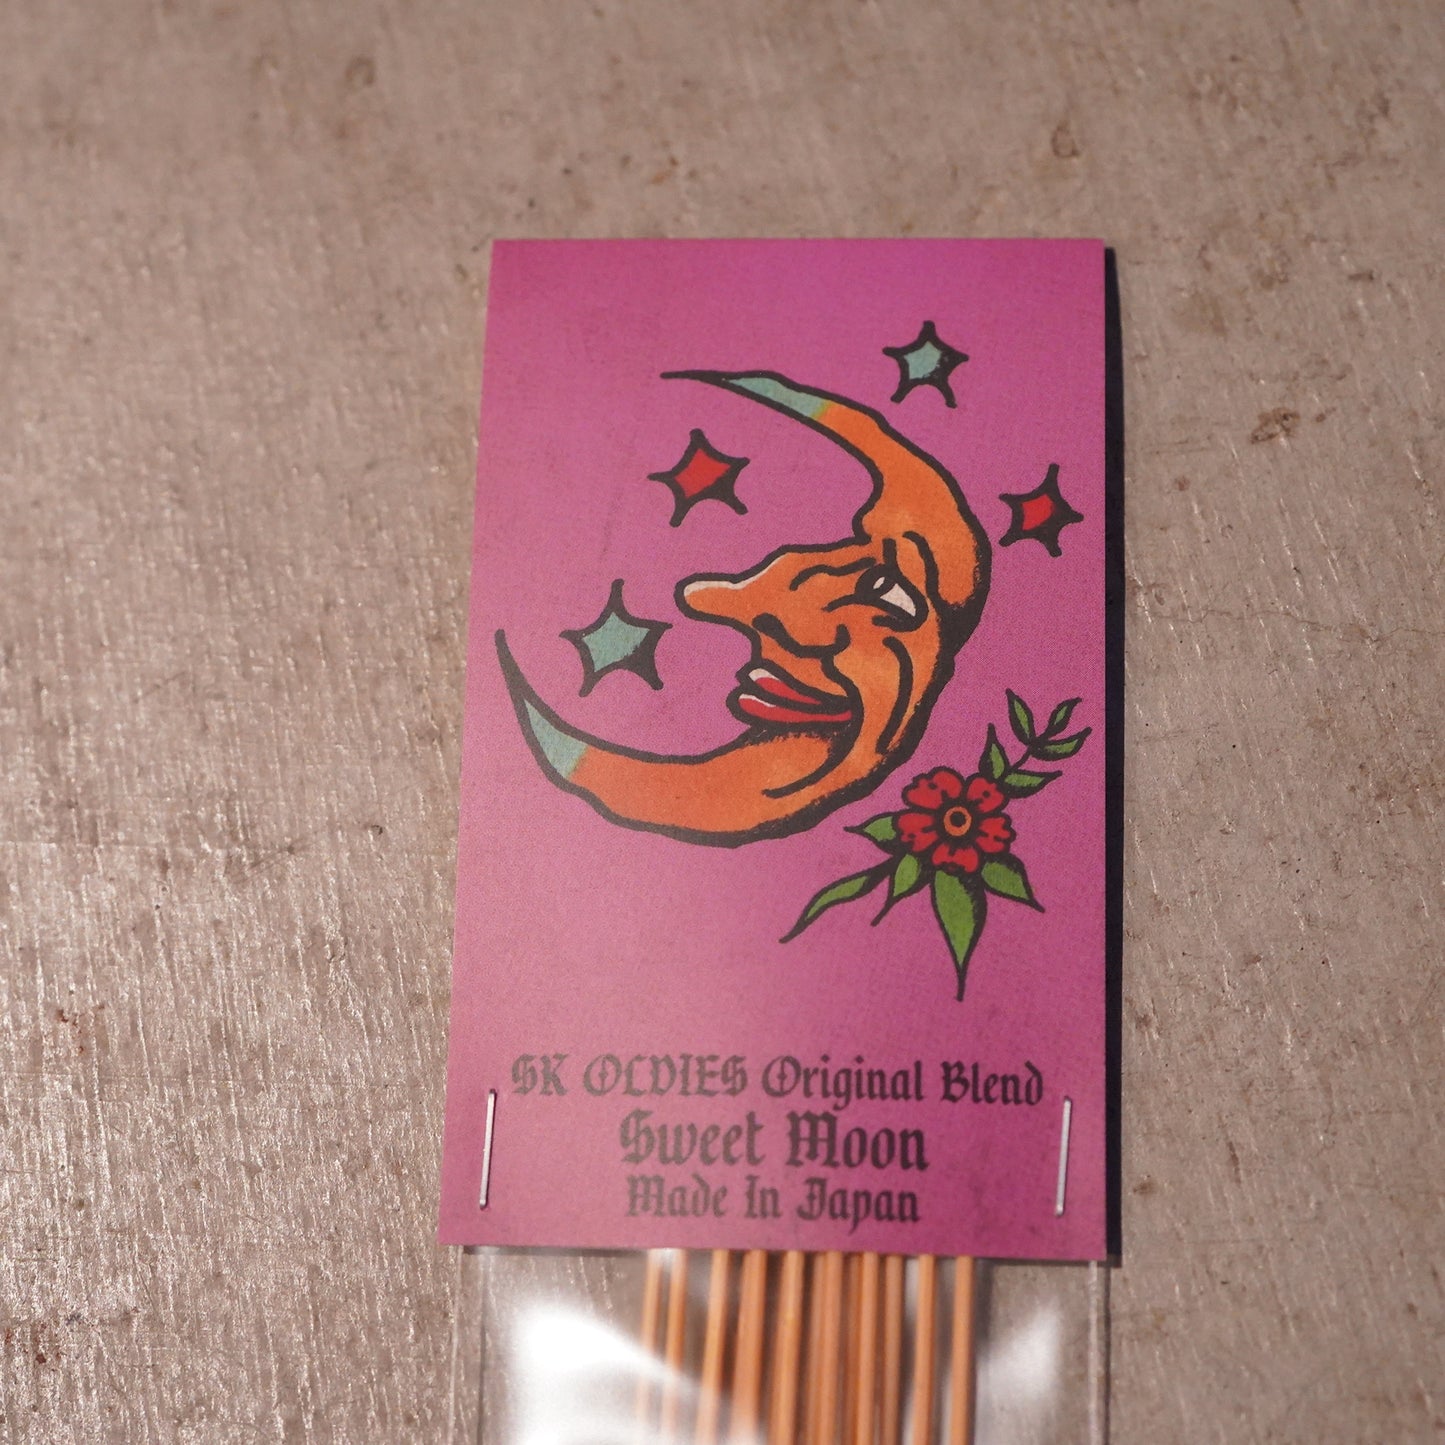 SK OLDIES Original Blend
Sweet Moon
Made In Japan